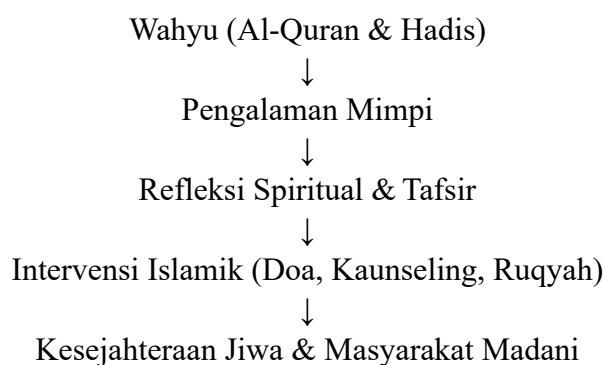 Wahyu (Al-Quran & Hadis)
↓
Pengalaman Mimpi
↓
Refleksi Spiritual & Tafsir
↓
Intervensi Islamik (Doa, Kaunseling, Ruqyah)
↓
Kesejahteraan Jiwa & Masyarakat Madani